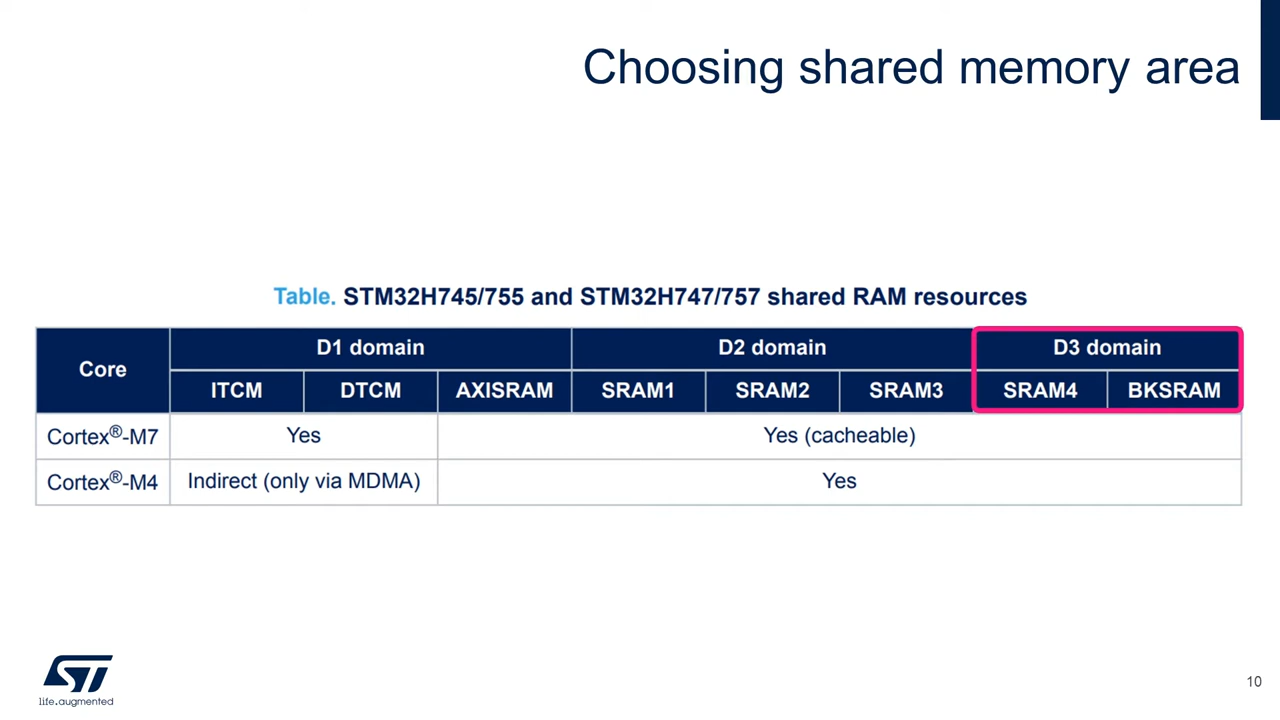 Choosing shared memory area
Table. STM32H745/755 and STM32H747/757 shared RAM resources
Core D1 domain D2 domain D3 domain
ITCM DTCM AXISRAM SRAM1 SRAM2 SRAM3 SRAM4 BKSRAM
Cortex®-M7 Yes Yes (cacheable)
Cortex®-M4 Indirect (only via MDMA) Yes
ST
life.augmented
10